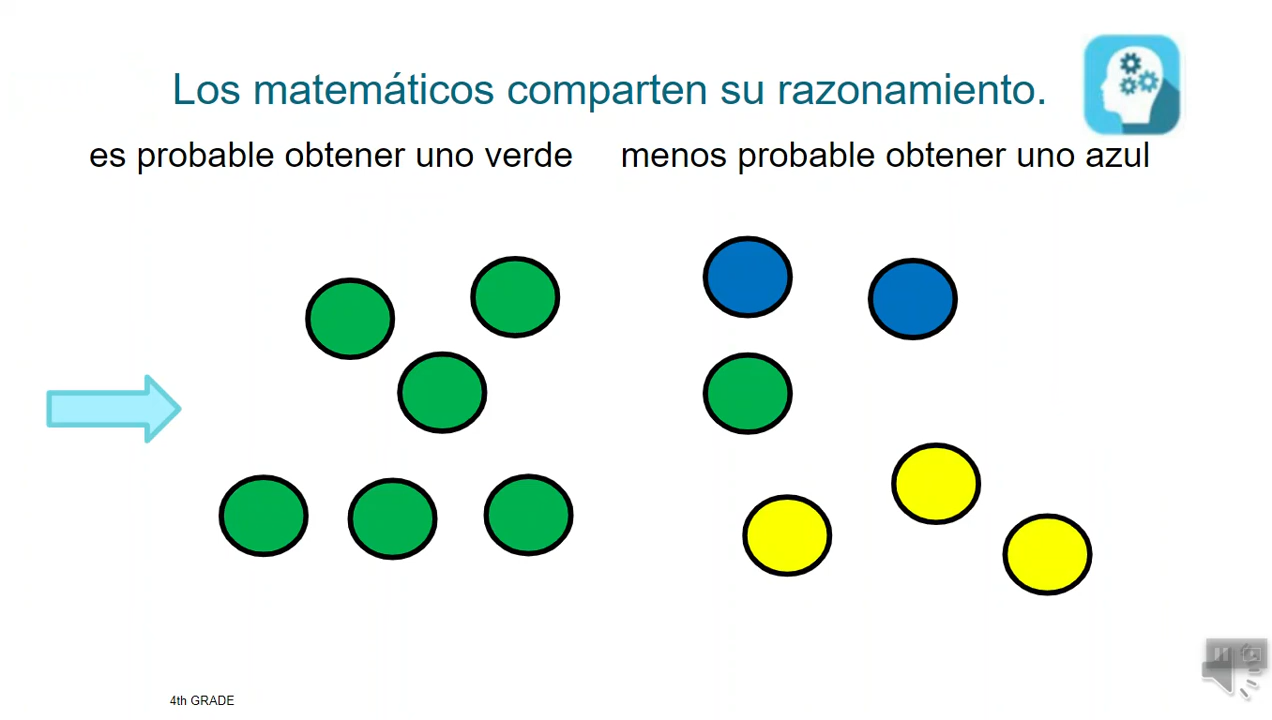 Los matemáticos comparten su razonamiento.
es probable obtener uno verde
menos probable obtener uno azul
4th GRADE